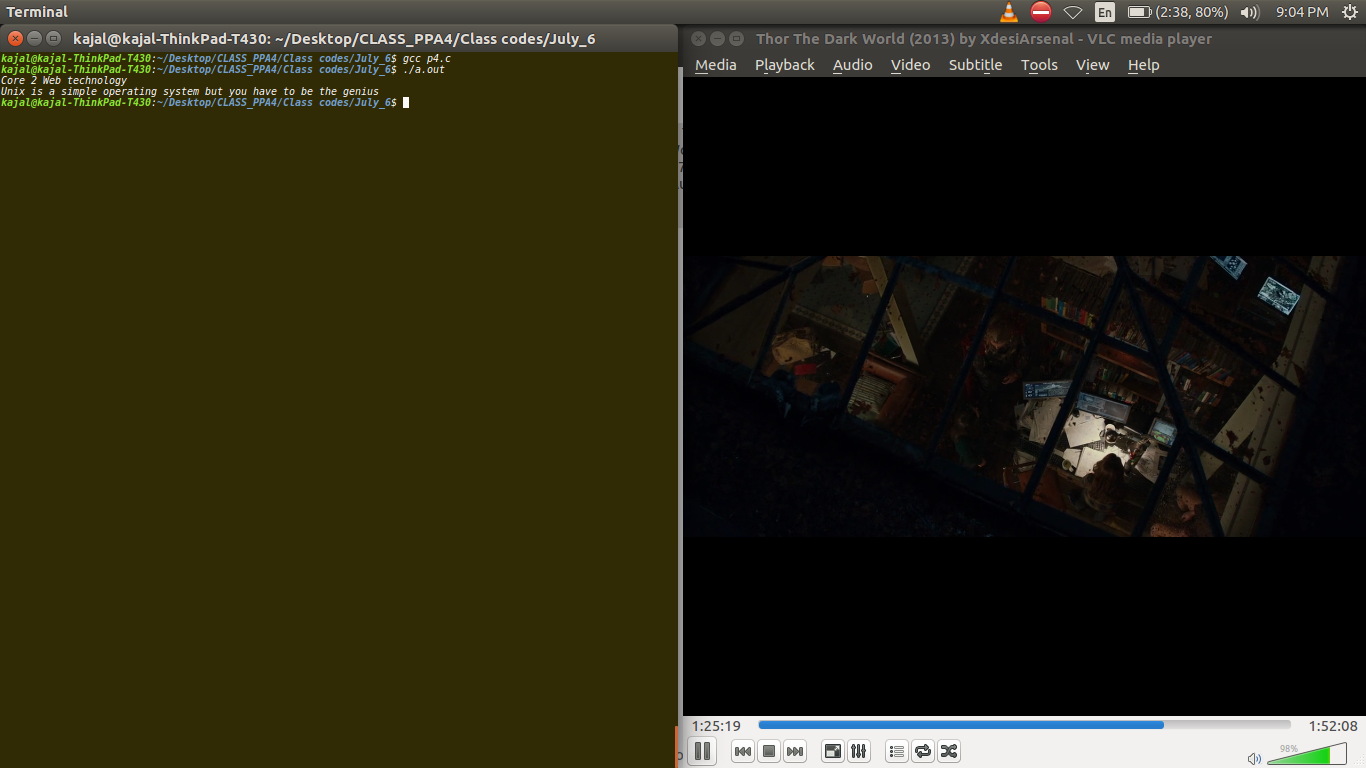 Terminal
En
(2:38, 80%)
9:04 PM
kajal@kajal-ThinkPad-T430: ~/Desktop/CLASS_PPA4/Class codes/July_6
kajal@kajal-ThinkPad-T430:~/Desktop/CLASS_PPA4/Class codes/July_6$ gcc p4.c
kajal@kajal-ThinkPad-T430:~/Desktop/CLASS_PPA4/Class codes/July_6$ ./a.out
Core 2 Web technology
Unix is a simple operating system but you have to be the genius
kajal@kajal-ThinkPad-T430:~/Desktop/CLASS_PPA4/Class codes/July_6$
Thor The Dark World (2013) by XdesiArsenal - VLC media player
Media Playback Audio Video Subtitle Tools View Help
1:25:19
1:52:08
98%